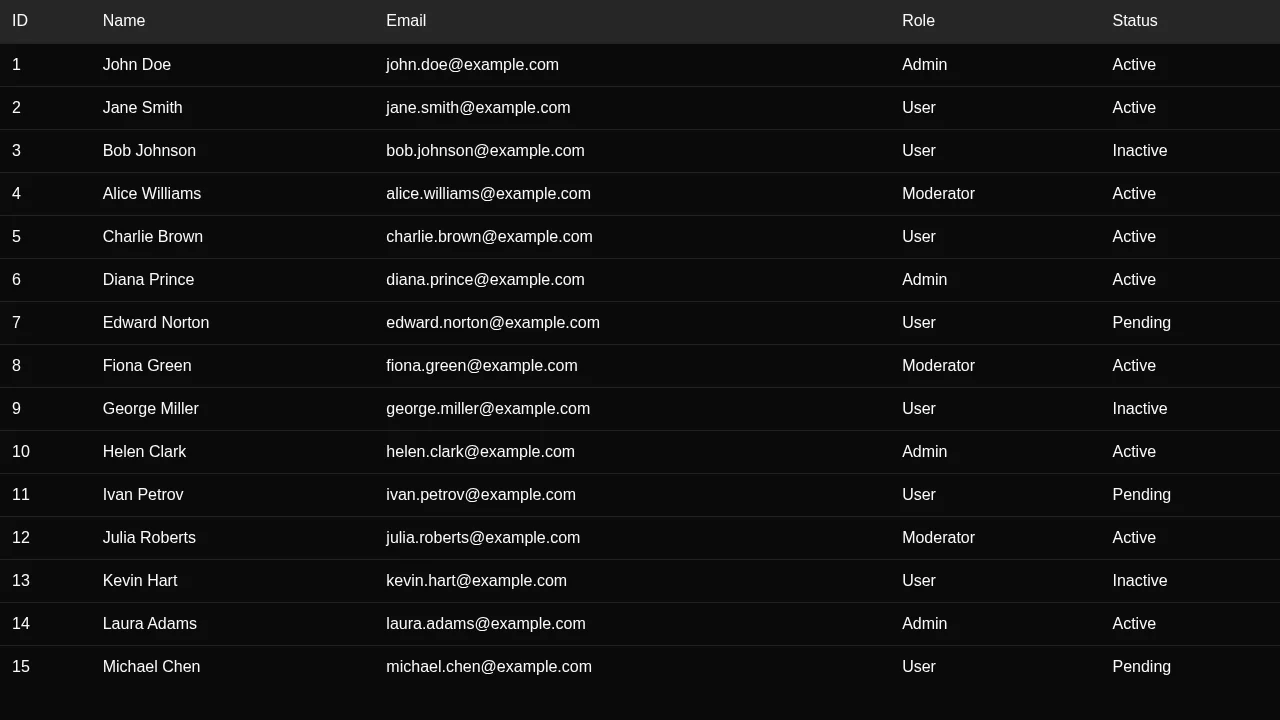 ID Name Email Role Status
1 John Doe john.doe@example.com Admin Active
2 Jane Smith jane.smith@example.com User Active
3 Bob Johnson bob.johnson@example.com User Inactive
4 Alice Williams alice.williams@example.com Moderator Active
5 Charlie Brown charlie.brown@example.com User Active
6 Diana Prince diana.prince@example.com Admin Active
7 Edward Norton edward.norton@example.com User Pending
8 Fiona Green fiona.green@example.com Moderator Active
9 George Miller george.miller@example.com User Inactive
10 Helen Clark helen.clark@example.com Admin Active
11 Ivan Petrov ivan.petrov@example.com User Pending
12 Julia Roberts julia.roberts@example.com Moderator Active
13 Kevin Hart kevin.hart@example.com User Inactive
14 Laura Adams laura.adams@example.com Admin Active
15 Michael Chen michael.chen@example.com User Pending